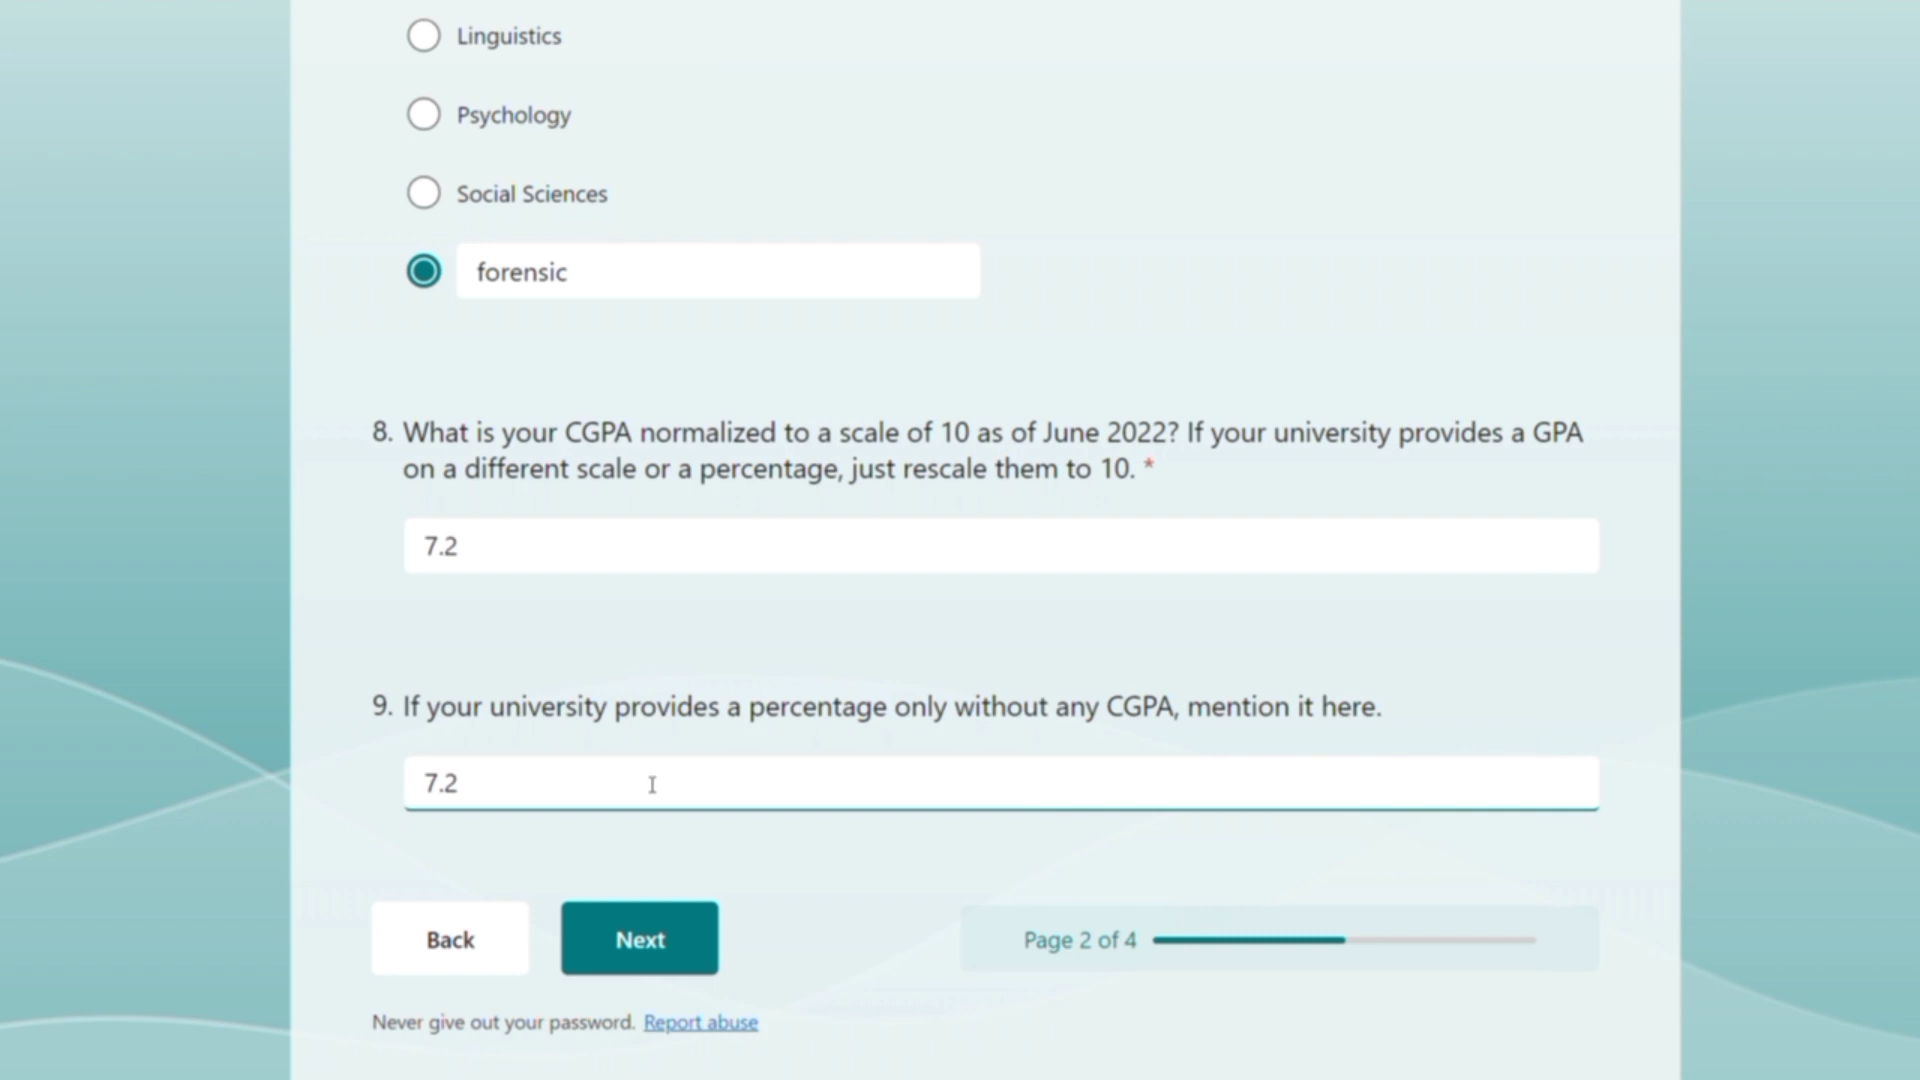 Linguistics
Psychology
Social Sciences
forensic
8. What is your CGPA normalized to a scale of 10 as of June 2022? If your university provides a GPA
on a different scale or a percentage, just rescale them to 10. *
7.2
9. If your university provides a percentage only without any CGPA, mention it here.
7.2
Back
Next
Page 2 of 4
Never give out your password. Report abuse